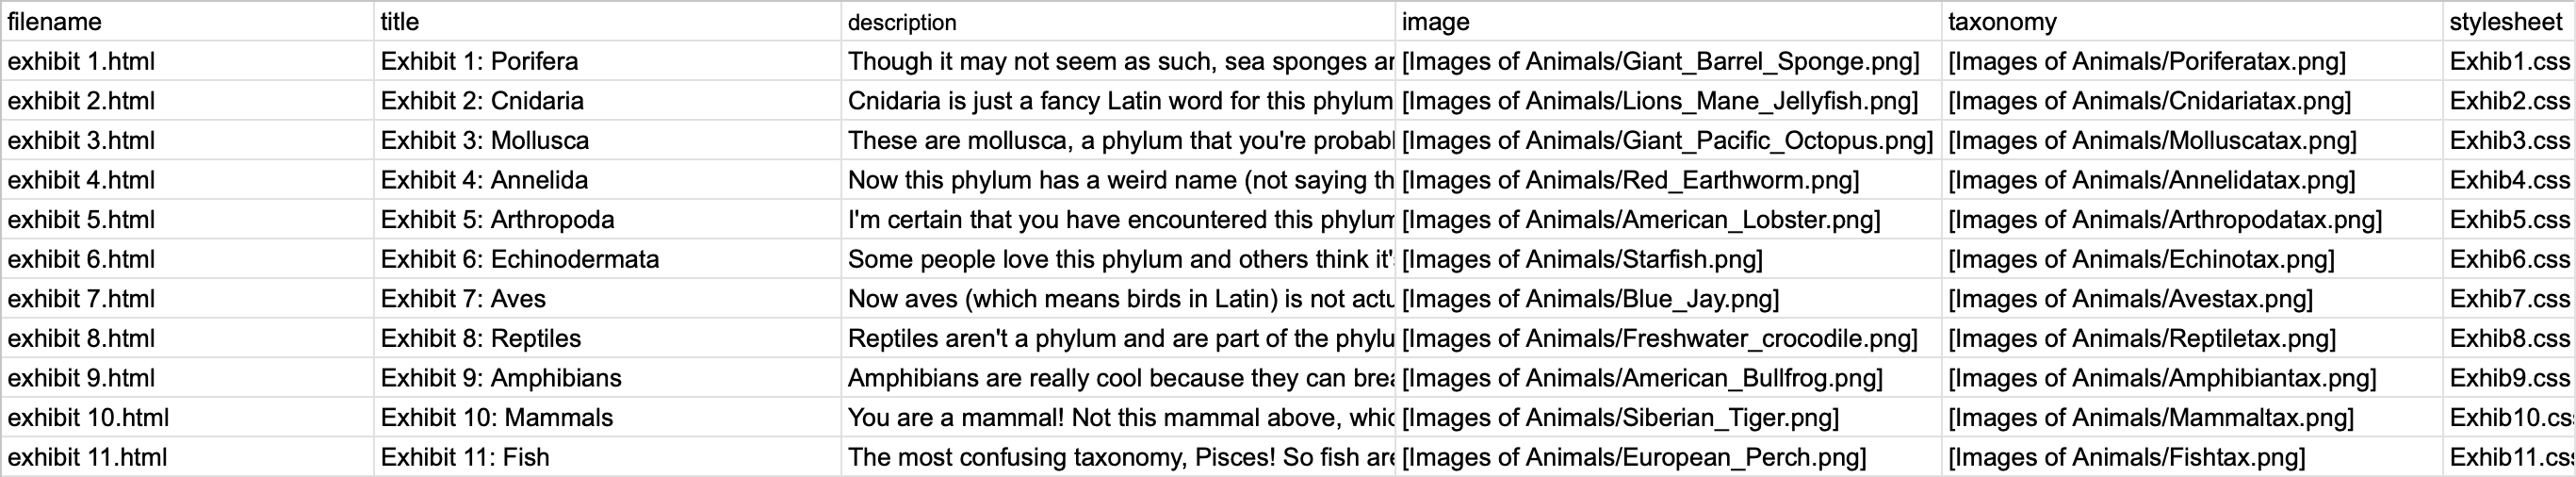 filename title description image taxonomy stylesheet
exhibit 1.html Exhibit 1: Porifera Though it may not seem as such, sea sponges [Images of Animals/Giant_Barrel_Sponge.png] [Images of Animals/Poriferatax.png] Exhib1.css
exhibit 2.html Exhibit 2: Cnidaria Cnidaria is just a fancy Latin word for this phylum [Images of Animals/Lions_Mane_Jellyfish.png] [Images of Animals/Cnidariatax.png] Exhib2.css
exhibit 3.html Exhibit 3: Mollusca These are mollusca, a phylum that you're [Images of Animals/Giant_Pacific_Octopus.png] [Images of Animals/Molluscatax.png] Exhib3.css
exhibit 4.html Exhibit 4: Annelida Now this phylum has a weird name (not saying th [Images of Animals/Red_Earthworm.png] [Images of Animals/Annelidatax.png] Exhib4.css
exhibit 5.html Exhibit 5: Arthropoda I'm certain that you have encountered this phylum [Images of Animals/American_Lobster.png] [Images of Animals/Arthropodatax.png] Exhib5.css
exhibit 6.html Exhibit 6: Echinodermata Some people love this phylum and others think it' [Images of Animals/Starfish.png] [Images of Animals/Echinotax.png] Exhib6.css
exhibit 7.html Exhibit 7: Aves Now aves (which means birds in Latin) is not actu [Images of Animals/Blue_Jay.png] [Images of Animals/Avestax.png] Exhib7.css
exhibit 8.html Exhibit 8: Reptiles Reptiles aren't a phylum and are part of the phylu [Images of Animals/Freshwater_crocodile.png] [Images of Animals/Reptiletax.png] Exhib8.css
exhibit 9.html Exhibit 9: Amphibians Amphibians are really cool because they can [Images of Animals/American_Bullfrog.png] [Images of Animals/Amphibiantax.png] Exhib9.css
exhibit 10.html Exhibit 10: Mammals You are a mammal! Not this mammal above, [Images of Animals/Siberian_Tiger.png] [Images of Animals/Mammaltax.png] Exhib10.cs
exhibit 11.html Exhibit 11: Fish The most confusing taxonomy, Pisces! So fish [Images of Animals/European_Perch.png] [Images of Animals/Fishtax.png] Exhib11.cs